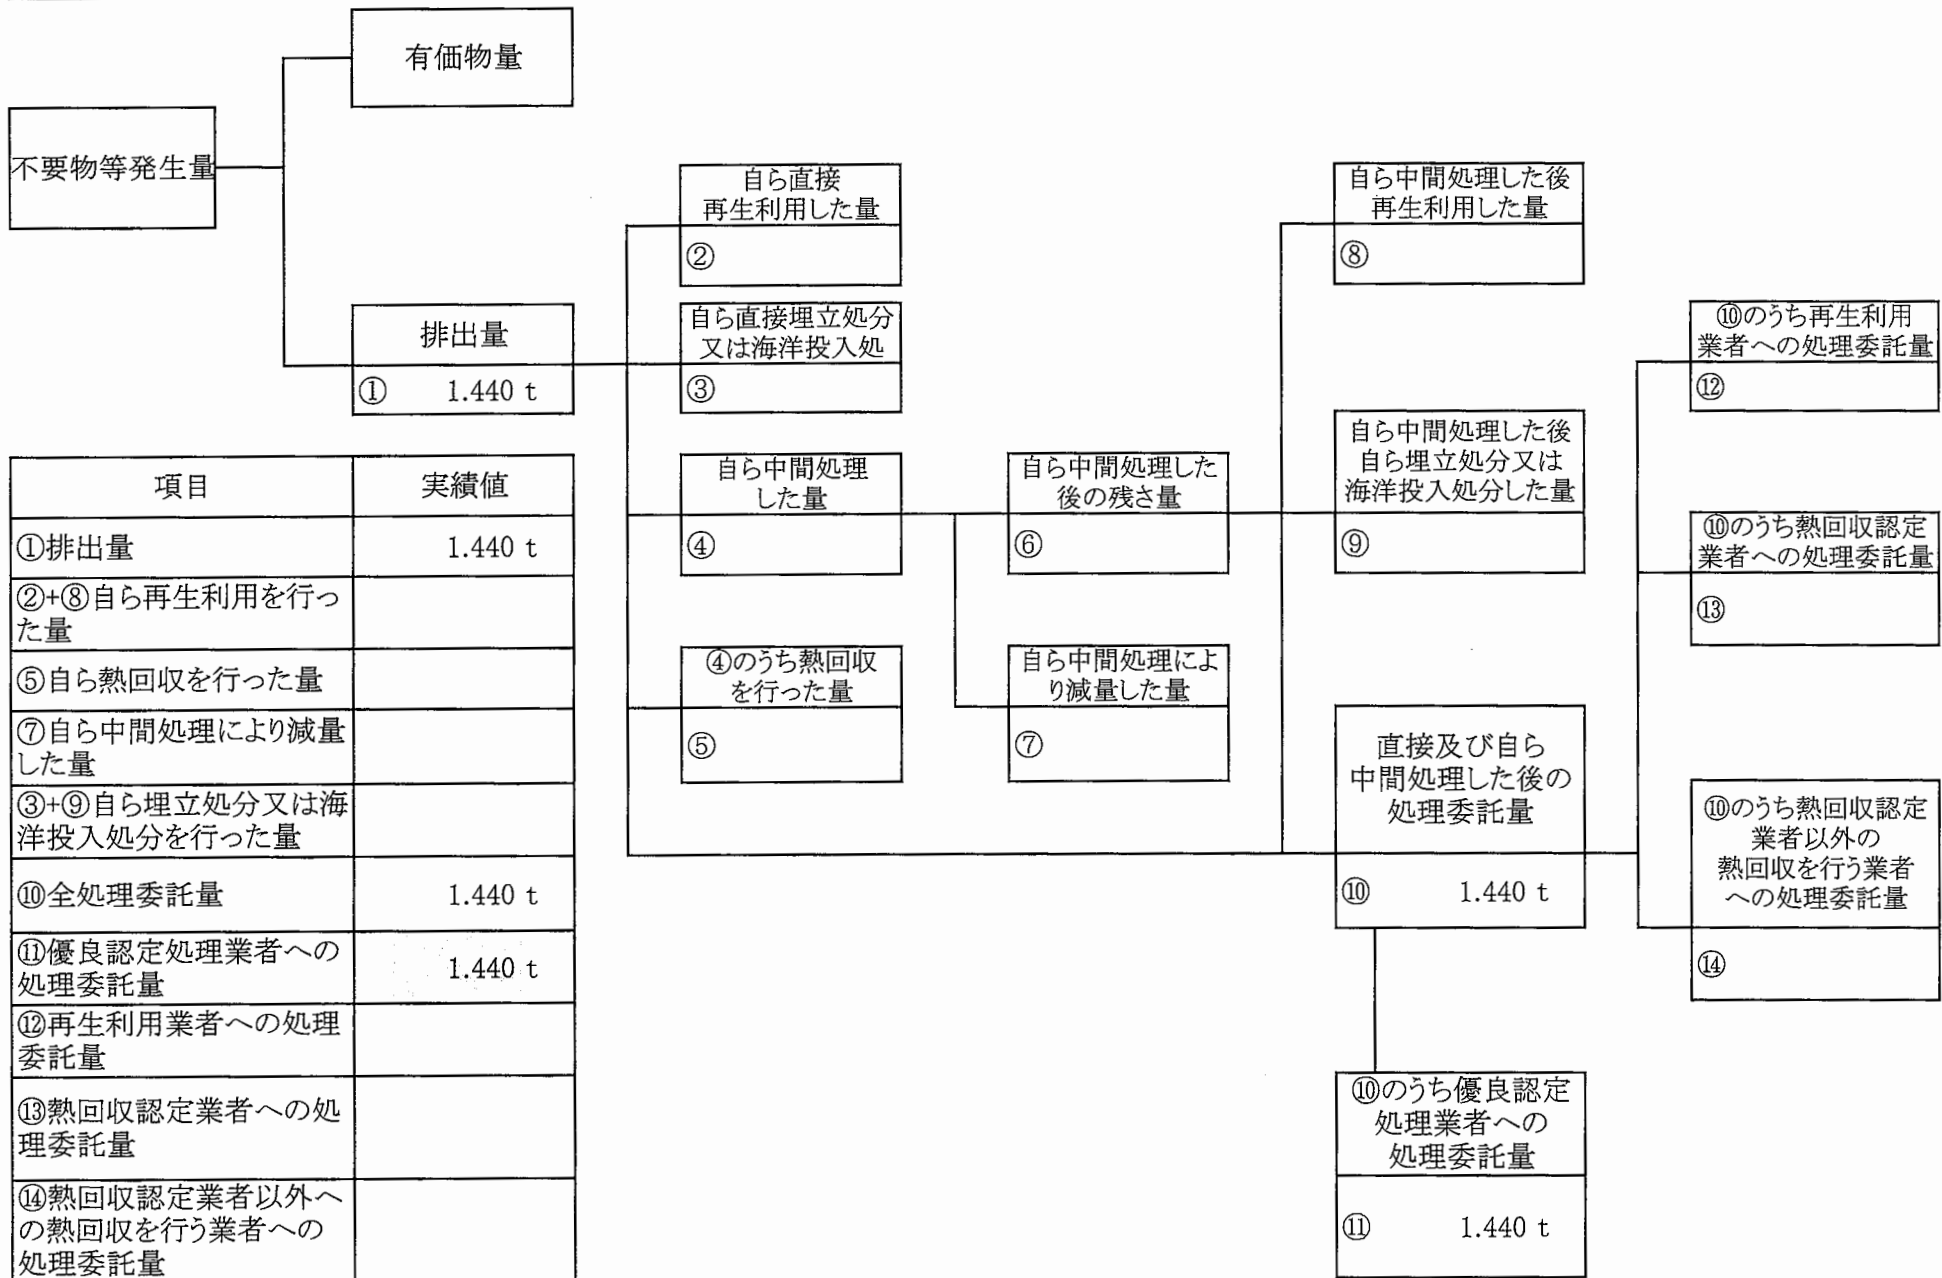 有価物量
不要物等発生量
排出量
① 1.440 t
自ら直接
再生利用した量
②
自ら直接埋立処分
又は海洋投入処
③
自ら中間処理
した量
④
④のうち熱回収
を行った量
⑤
自ら中間処理した
後の残さ量
⑥
自ら中間処理によ
り減量した量
⑦
自ら中間処理した後
再生利用した量
⑧
自ら中間処理した後
自ら埋立処分又は
海洋投入処分した量
⑨
直接及び自ら
中間処理した後の
処理委託量
⑩ 1.440 t
⑩のうち優良認定
処理業者への
処理委託量
⑪ 1.440 t
⑩のうち再生利用
業者への処理委託量
⑫
⑩のうち熱回収認定
業者への処理委託量
⑬
⑩のうち熱回収認定
業者以外の
熱回収を行う業者
への処理委託量
⑭
項目 実績値
①排出量 1.440 t
②+⑧自ら再生利用を行っ
た量
⑤自ら熱回収を行った量
⑦自ら中間処理により減量
した量
③+⑨自ら埋立処分又は海
洋投入処分を行った量
⑩全処理委託量 1.440 t
⑪優良認定処理業者への
処理委託量 1.440 t
⑫再生利用業者への処理
委託量
⑬熱回収認定業者への処
理委託量
⑭熱回収認定業者以外へ
の熱回収を行う業者への
処理委託量